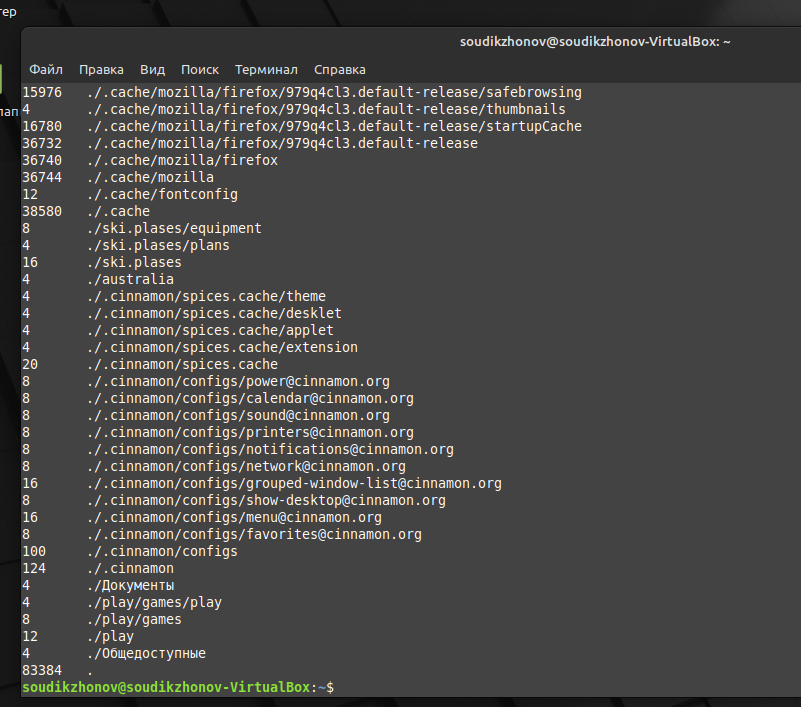 тер
soudikzhonov@soudikzhonov-VirtualBox: ~
Файл Правка Вид Поиск Терминал Справка
15976 ./.cache/mozilla/firefox/979q4cl3.default-release/safebrowsing
пап
4 ./.cache/mozilla/firefox/979q4cl3.default-release/thumbnails
16780 ./.cache/mozilla/firefox/979q4cl3.default-release/startupCache
36732 ./.cache/mozilla/firefox/979q4cl3.default-release
36740 ./.cache/mozilla/firefox
36744 ./.cache/mozilla
12 ./.cache/fontconfig
38580 ./.cache
8 ./ski.plases/equipment
4 ./ski.plases/plans
16 ./ski.plases
4 ./australia
4 ./.cinnamon/spices.cache/theme
4 ./.cinnamon/spices.cache/desklet
4 ./.cinnamon/spices.cache/applet
4 ./.cinnamon/spices.cache/extension
20 ./.cinnamon/spices.cache
8 ./.cinnamon/configs/power@cinnamon.org
8 ./.cinnamon/configs/calendar@cinnamon.org
8 ./.cinnamon/configs/sound@cinnamon.org
8 ./.cinnamon/configs/printers@cinnamon.org
8 ./.cinnamon/configs/notifications@cinnamon.org
8 ./.cinnamon/configs/network@cinnamon.org
16 ./.cinnamon/configs/grouped-window-list@cinnamon.org
8 ./.cinnamon/configs/show-desktop@cinnamon.org
16 ./.cinnamon/configs/menu@cinnamon.org
8 ./.cinnamon/configs/favorites@cinnamon.org
100 ./.cinnamon/configs
124 ./.cinnamon
4 ./Документы
4 ./play/games/play
8 ./play/games
12 ./play
4 ./Общедоступные
83384 .
soudikzhonov@soudikzhonov-VirtualBox:~$